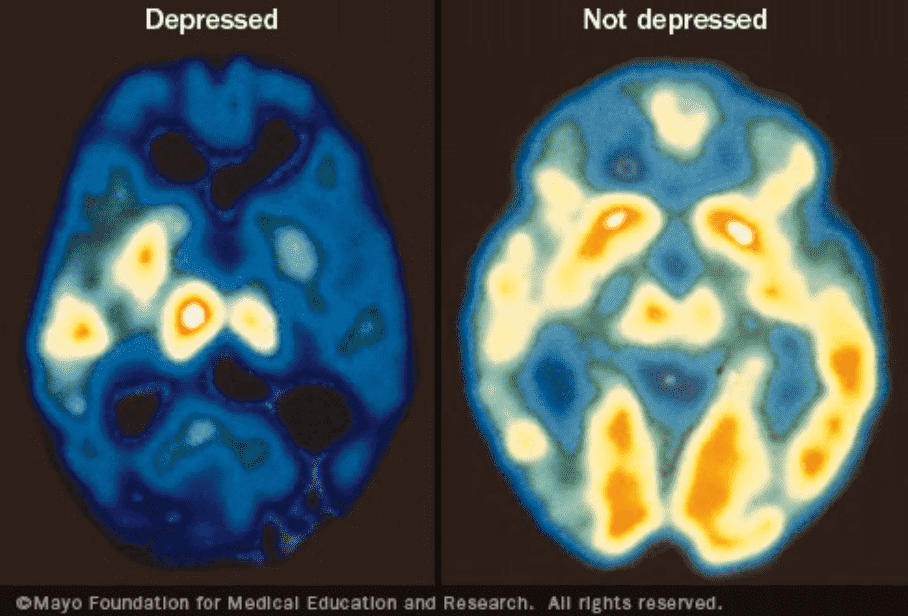 Depressed
Not depressed
©Mayo Foundation for Medical Education and Research. All rights reserved.